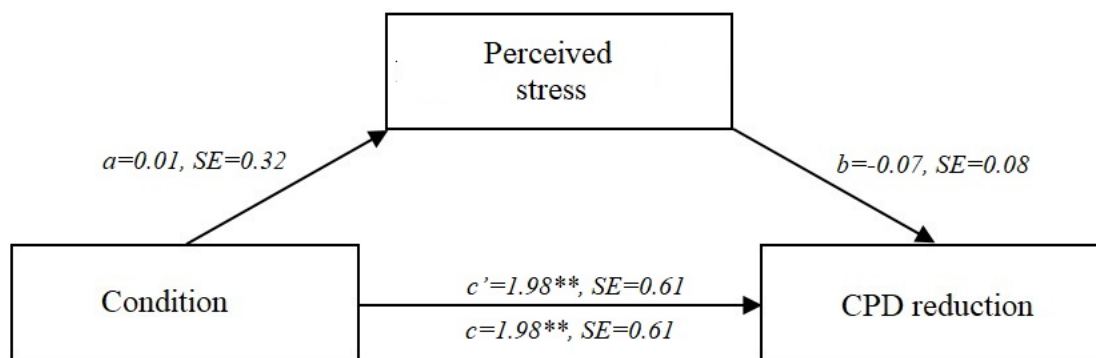 Perceived
stress
a=0.01, SE=0.32
b=-0.07, SE=0.08
Condition
c’=1.98**, SE=0.61
c=1.98**, SE=0.61
CPD reduction